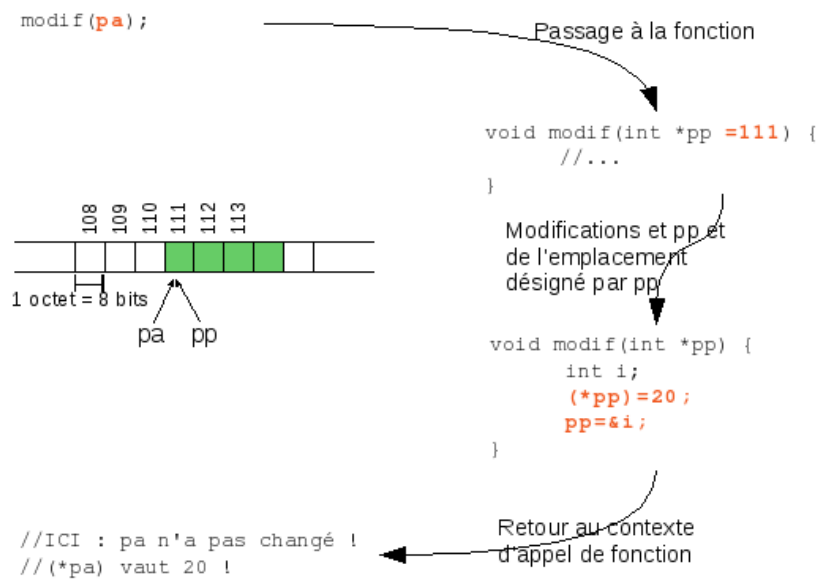 modif(pa);
Passage à la fonction
void modif(int *pp =111) {
//...
}
108 109 110 111 112 113
1 octet = 8 bits
pa pp
Modifications et pp et
de l'emplacement
désigné par pp
void modif(int *pp) {
int i;
(*pp)=20;
pp=&i;
}
Retour au contexte
d'appel de fonction
//ICI : pa n'a pas changé !
//(*pa) vaut 20 !